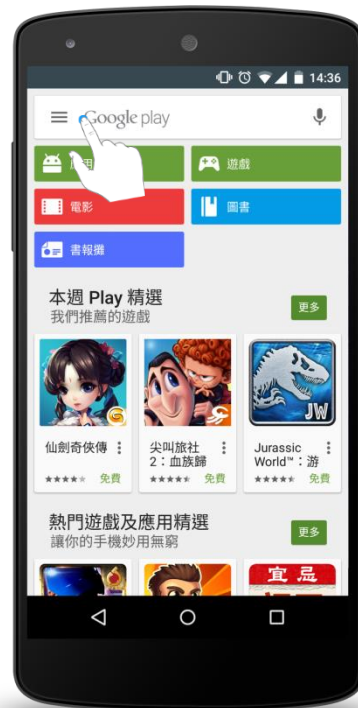 14:36
Google play
遊戲
電影
圖書
書報攤
本週 Play 精選
我們推薦的遊戲
更多
JW
仙劍奇俠傳
免費
尖叫旅社
2：血族歸
免費
Jurassic
World™：游
免費
熱門遊戲及應用精選
讓你的手機妙用無窮
更多
宜 忌